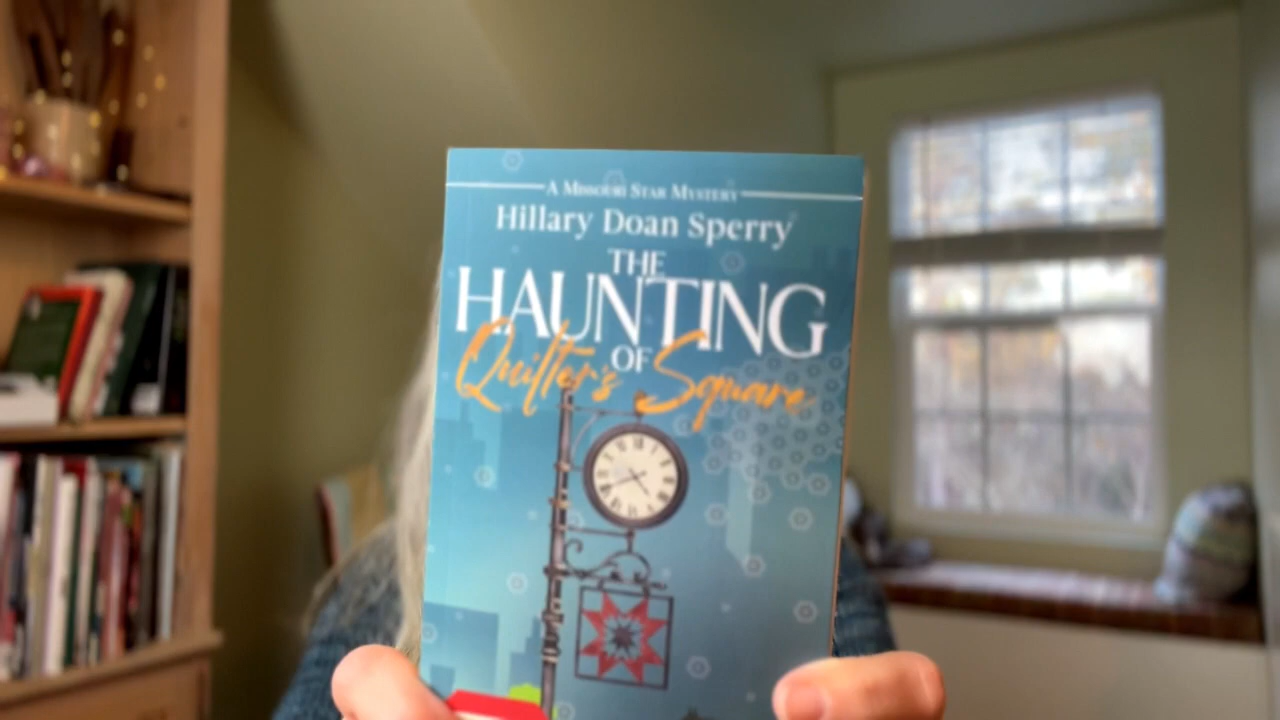 A Missouri Star Mystery
Hillary Doan Sperry
THE
HAUNTING
OF
Quilter's Square